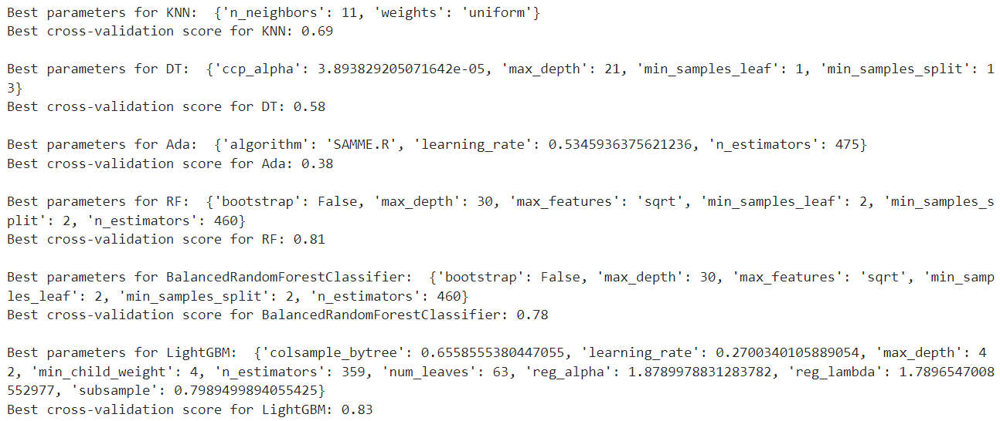 Best parameters for KNN:  {'n_neighbors': 11, 'weights': 'uniform'}
Best cross-validation score for KNN: 0.69
Best parameters for DT:  {'ccp_alpha': 3.893829205071642e-05, 'max_depth': 21, 'min_samples_leaf': 1, 'min_samples_split': 1
3}
Best cross-validation score for DT: 0.58
Best parameters for Ada:  {'algorithm': 'SAMME.R', 'learning_rate': 0.5345936375621236, 'n_estimators': 475}
Best cross-validation score for Ada: 0.38
Best parameters for RF:  {'bootstrap': False, 'max_depth': 30, 'max_features': 'sqrt', 'min_samples_leaf': 2, 'min_samples_s
plit': 2, 'n_estimators': 460}
Best cross-validation score for RF: 0.81
Best parameters for BalancedRandomForestClassifier:  {'bootstrap': False, 'max_depth': 30, 'max_features': 'sqrt', 'min_samp
les_leaf': 2, 'min_samples_split': 2, 'n_estimators': 460}
Best cross-validation score for BalancedRandomForestClassifier: 0.78
Best parameters for LightGBM:  {'colsample_bytree': 0.6558555380447055, 'learning_rate': 0.2700340105889054, 'max_depth': 4
2, 'min_child_weight': 4, 'n_estimators': 359, 'num_leaves': 63, 'reg_alpha': 1.8789978831283782, 'reg_lambda': 1.7896547008
552977, 'subsample': 0.7989499894055425}
Best cross-validation score for LightGBM: 0.83